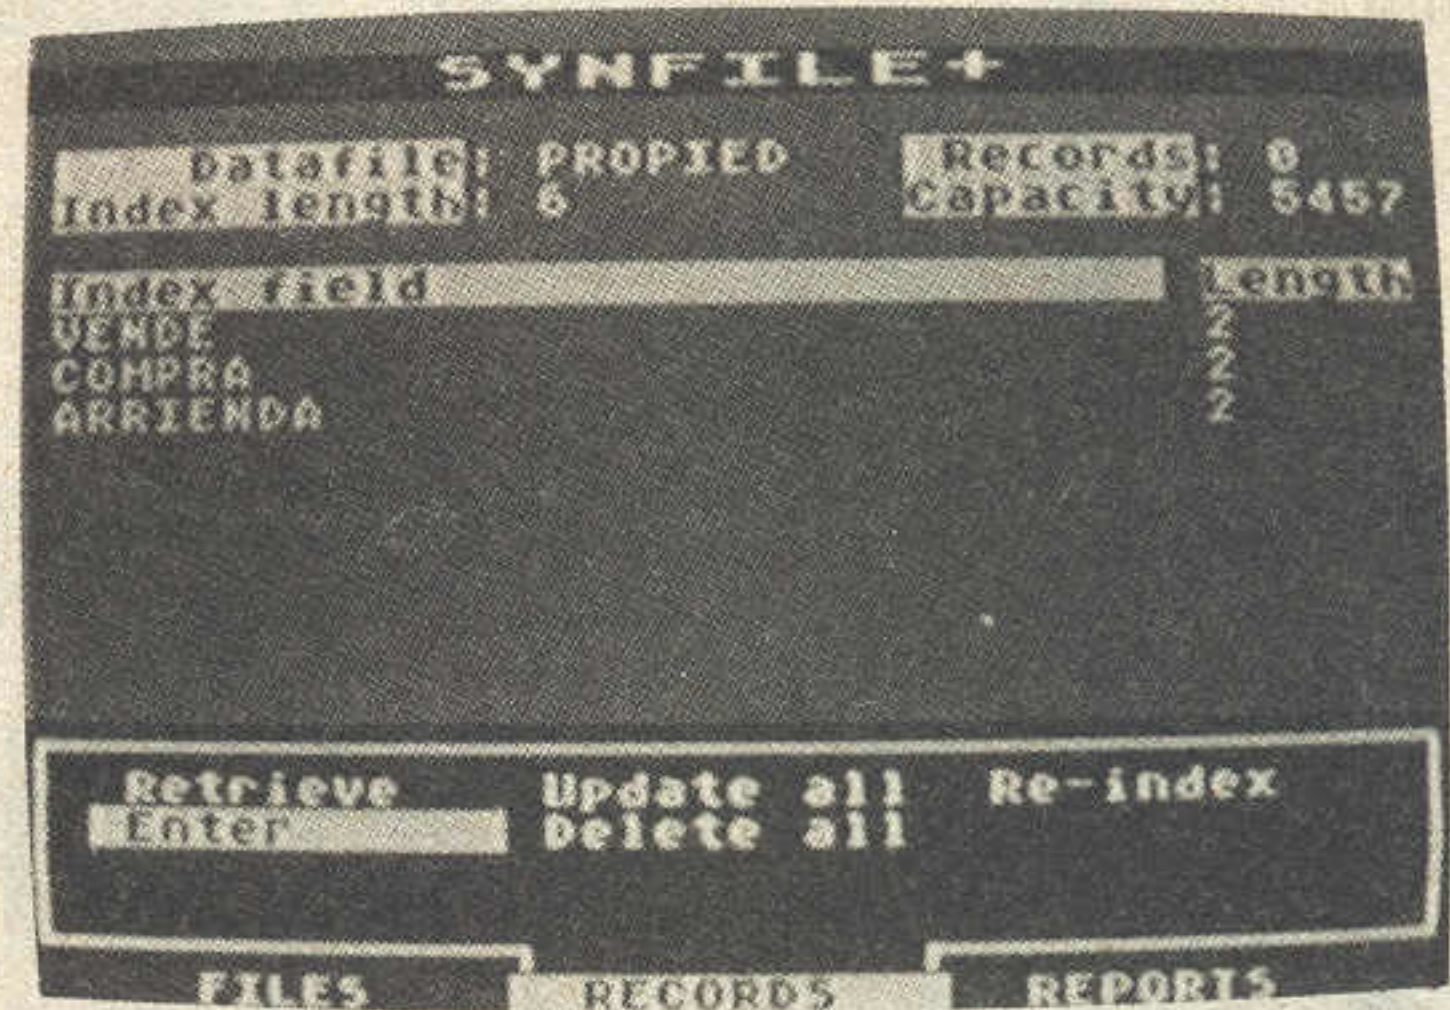 SYNFILE+
Datafile: PROPIED Records: 0
Index length: 6 Capacity: 5457
Index field Length
VENDE 2
COMPRA 2
ARRIENDA 2
Retrieve Update all Re-index
Enter Delete all
FILES RECORDS REPORTS